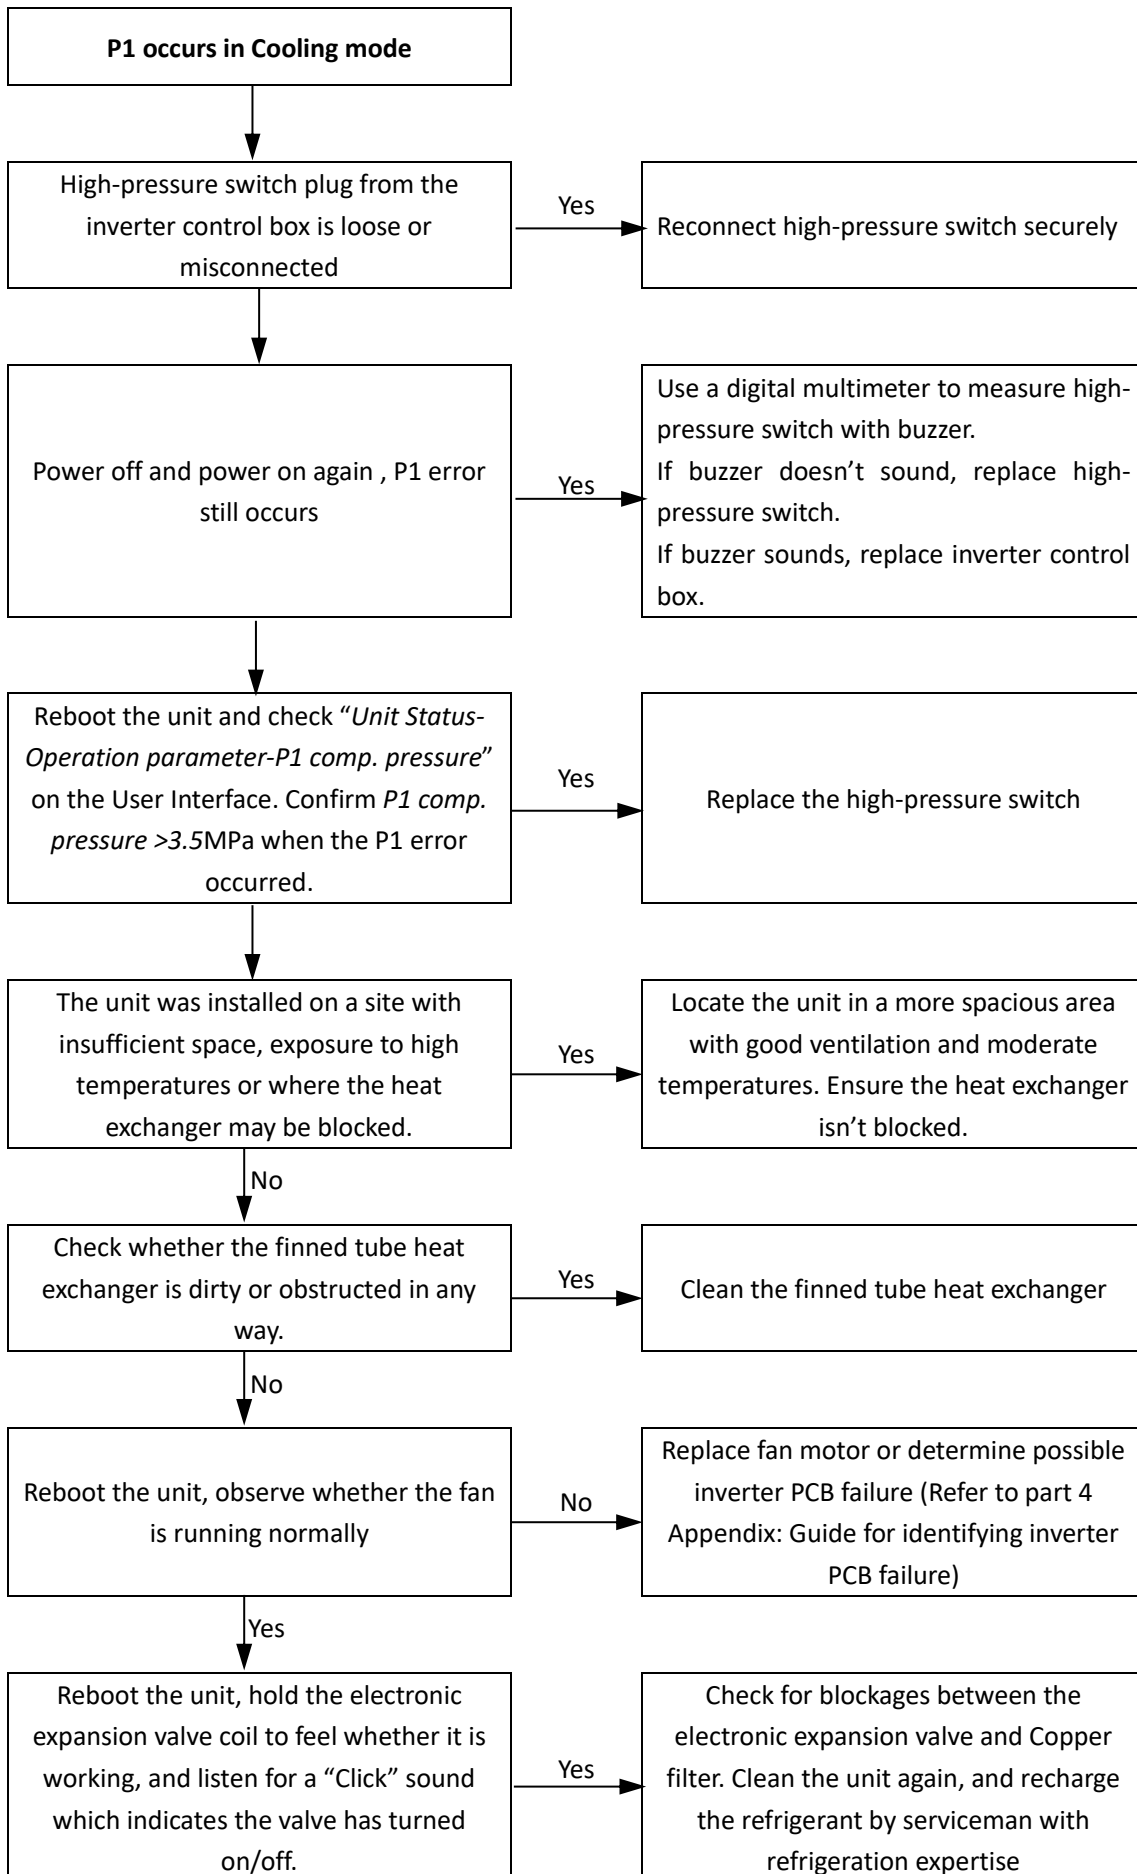 P1 occurs in Cooling mode
High-pressure switch plug from the
inverter control box is loose or
misconnected
Yes
Reconnect high-pressure switch securely
Power off and power on again , P1 error
still occurs
Yes
Use a digital multimeter to measure high-
pressure switch with buzzer.
If buzzer doesn’t sound, replace high-
pressure switch.
If buzzer sounds, replace inverter control
box.
Reboot the unit and check “Unit Status-
Operation parameter-P1 comp. pressure”
on the User Interface. Confirm P1 comp.
pressure >3.5MPa when the P1 error
occurred.
Yes
Replace the high-pressure switch
The unit was installed on a site with
insufficient space, exposure to high
temperatures or where the heat
exchanger may be blocked.
Yes
Locate the unit in a more spacious area
with good ventilation and moderate
temperatures. Ensure the heat exchanger
isn’t blocked.
No
Check whether the finned tube heat
exchanger is dirty or obstructed in any
way.
Yes
Clean the finned tube heat exchanger
No
Reboot the unit, observe whether the fan
is running normally
No
Replace fan motor or determine possible
inverter PCB failure (Refer to part 4
Appendix: Guide for identifying inverter
PCB failure)
Yes
Reboot the unit, hold the electronic
expansion valve coil to feel whether it is
working, and listen for a “Click” sound
which indicates the valve has turned
on/off.
Yes
Check for blockages between the
electronic expansion valve and Copper
filter. Clean the unit again, and recharge
the refrigerant by serviceman with
refrigeration expertise